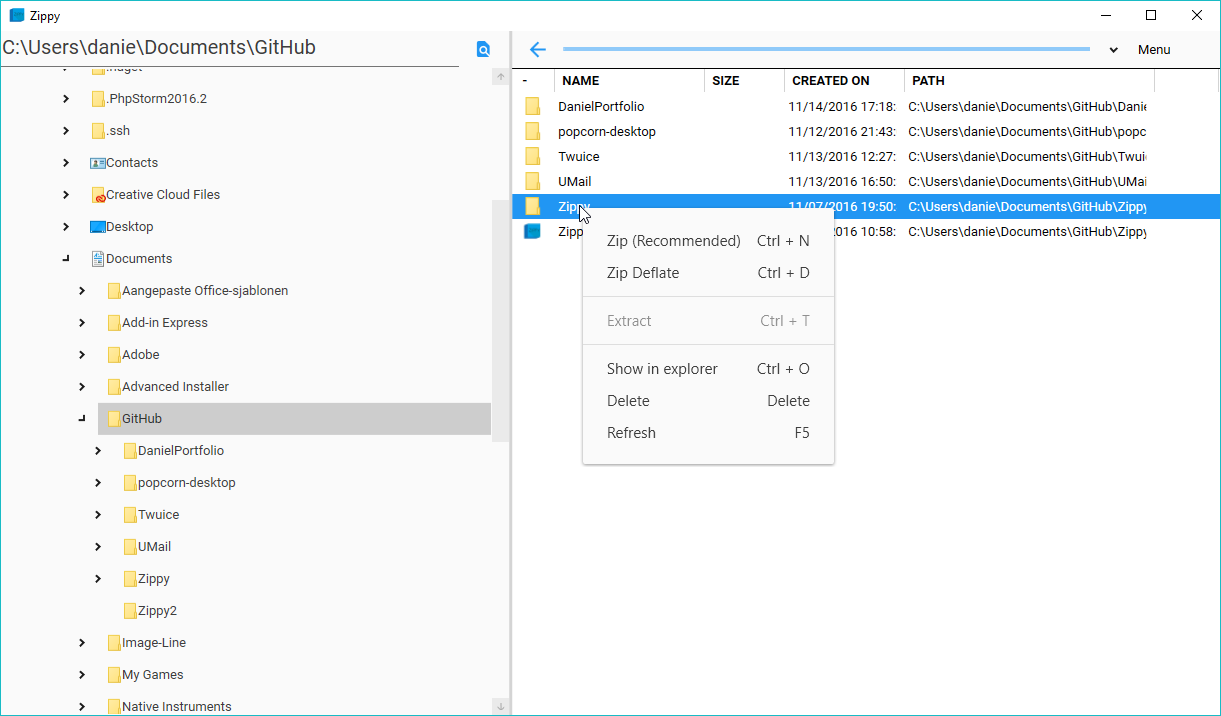 Zippy
C:\Users\danie\Documents\GitHub
.PhpStorm2016.2
.ssh
Contacts
Creative Cloud Files
Desktop
Documents
Aangepaste Office-sjablonen
Add-in Express
Adobe
Advanced Installer
GitHub
DanielPortfolio
popcorn-desktop
Twuice
UMail
Zippy
Zippy2
Image-Line
My Games
Native Instruments
Menu
- NAME SIZE CREATED ON PATH
DanielPortfolio 11/14/2016 17:18: C:\Users\danie\Documents\GitHub\Danie
popcorn-desktop 11/12/2016 21:43: C:\Users\danie\Documents\GitHub\popc
Twuice 11/13/2016 12:27: C:\Users\danie\Documents\GitHub\Twui
UMail 11/13/2016 16:50: C:\Users\danie\Documents\GitHub\UMai
Zippy 11/07/2016 19:50: C:\Users\danie\Documents\GitHub\Zippy
Zipp 2016 10:58: C:\Users\danie\Documents\GitHub\Zippy
Zip (Recommended) Ctrl + N
Zip Deflate Ctrl + D
Extract Ctrl + T
Show in explorer Ctrl + O
Delete Delete
Refresh F5